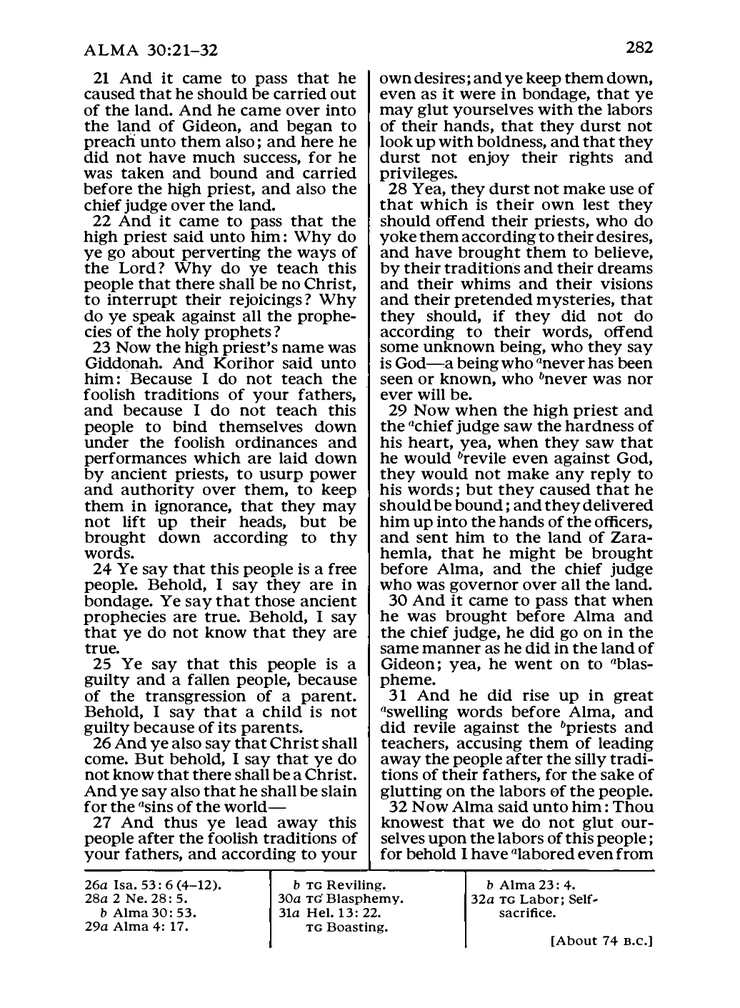 ALMA 30:21–32
282
21 And it came to pass that he
caused that he should be carried out
of the land. And he came over into
the land of Gideon, and began to
preach unto them also; and here he
did not have much success, for he
was taken and bound and carried
before the high priest, and also the
chief judge over the land.
22 And it came to pass that the
high priest said unto him: Why do
ye go about perverting the ways of
the Lord? Why do ye teach this
people that there shall be no Christ,
to interrupt their rejoicings? Why
do ye speak against all the prophe-
cies of the holy prophets?
23 Now the high priest's name was
Giddonah. And Korihor said unto
him: Because I do not teach the
foolish traditions of your fathers,
and because I do not teach this
people to bind themselves down
under the foolish ordinances and
performances which are laid down
by ancient priests, to usurp power
and authority over them, to keep
them in ignorance, that they may
not lift up their heads, but be
brought down according to thy
words.
24 Ye say that this people is a free
people. Behold, I say they are in
bondage. Ye say that those ancient
prophecies are true. Behold, I say
that ye do not know that they are
true.
25 Ye say that this people is a
guilty and a fallen people, because
of the transgression of a parent.
Behold, I say that a child is not
guilty because of its parents.
26 And ye also say that Christ shall
come. But behold, I say that ye do
not know that there shall be a Christ.
And ye say also that he shall be slain
for the asins of the world—
27 And thus ye lead away this
people after the foolish traditions of
your fathers, and according to your
own desires; and ye keep them down,
even as it were in bondage, that ye
may glut yourselves with the labors
of their hands, that they durst not
look up with boldness, and that they
durst not enjoy their rights and
privileges.
28 Yea, they durst not make use of
that which is their own lest they
should offend their priests, who do
yoke them according to their desires,
and have brought them to believe,
by their traditions and their dreams
and their whims and their visions
and their pretended mysteries, that
they should, if they did not do
according to their words, offend
some unknown being, who they say
is God—a being who anever has been
seen or known, who bnever was nor
ever will be.
29 Now when the high priest and
the achief judge saw the hardness of
his heart, yea, when they saw that
he would brevile even against God,
they would not make any reply to
his words; but they caused that he
should be bound; and they delivered
him up into the hands of the officers,
and sent him to the land of Zara-
hemla, that he might be brought
before Alma, and the chief judge
who was governor over all the land.
30 And it came to pass that when
he was brought before Alma and
the chief judge, he did go on in the
same manner as he did in the land of
Gideon; yea, he went on to ablas-
pheme.
31 And he did rise up in great
aswelling words before Alma, and
did revile against the bpriests and
teachers, accusing them of leading
away the people after the silly tradi-
tions of their fathers, for the sake of
glutting on the labors of the people.
32 Now Alma said unto him: Thou
knowest that we do not glut our-
selves upon the labors of this people;
for behold I have alabored even from
26a Isa. 53: 6 (4–12).
28a 2 Ne. 28: 5.
b Alma 30: 53.
29a Alma 4: 17.
b TG Reviling.
30a TG Blasphemy.
31a Hel. 13: 22.
TG Boasting.
b Alma 23: 4.
32a TG Labor; Self-
sacrifice.
[About 74 B.C.]